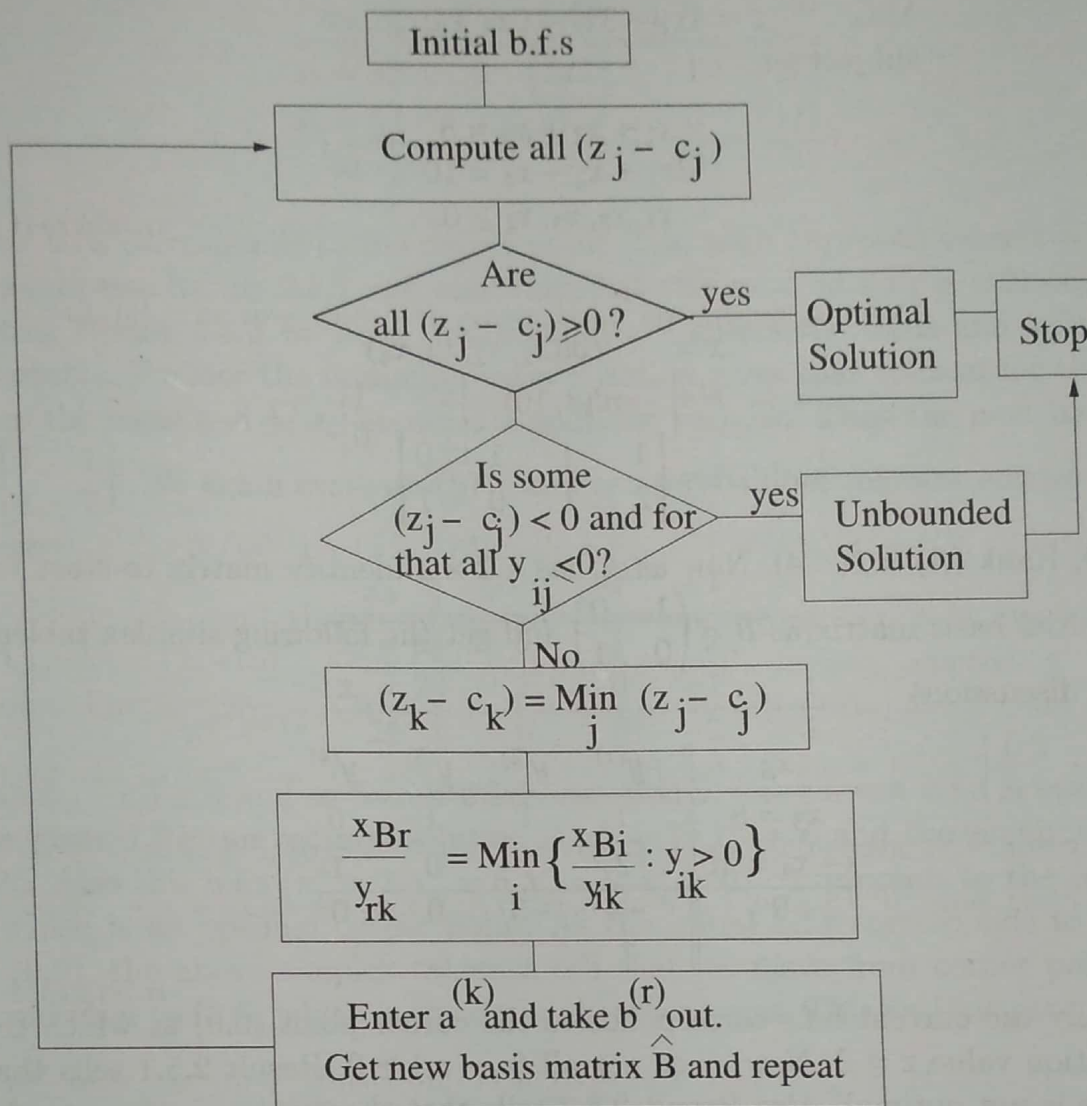 Initial b.f.s
Compute all (z_j − c_j)
Are
all (z_j − c_j) ⩾ 0 ?
yes
Optimal
Solution
Stop
Is some
(z_j − c_j) < 0 and for
that all y_ij ⩽0?
yes
Unbounded
Solution
No
(z_k − c_k) = Min_j (z_j − c_j)
x_Br / y_rk = Min_i { x_Bi / y_ik : y_ik > 0 }
Enter a^(k) and take b^(r) out.
Get new basis matrix B̂ and repeat